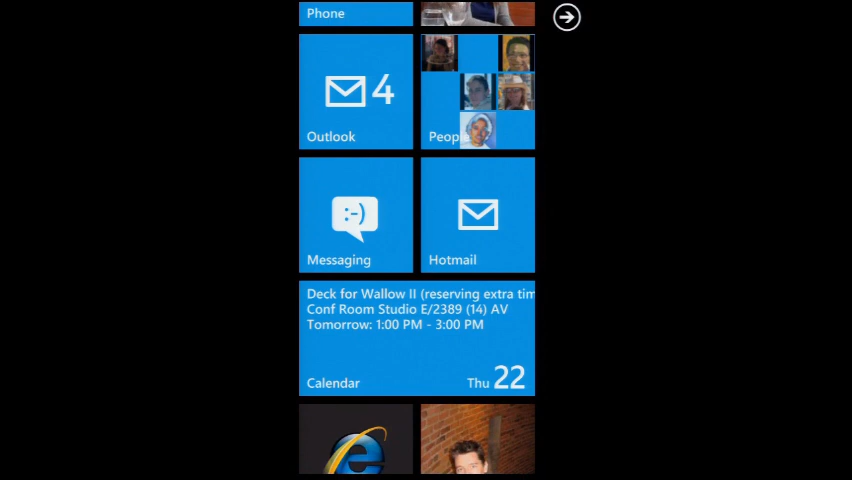 Phone
4
Outlook
People
:-)
Messaging
Hotmail
Deck for Wallow II (reserving extra tim
Conf Room Studio E/2389 (14) AV
Tomorrow: 1:00 PM - 3:00 PM
Calendar
Thu 22